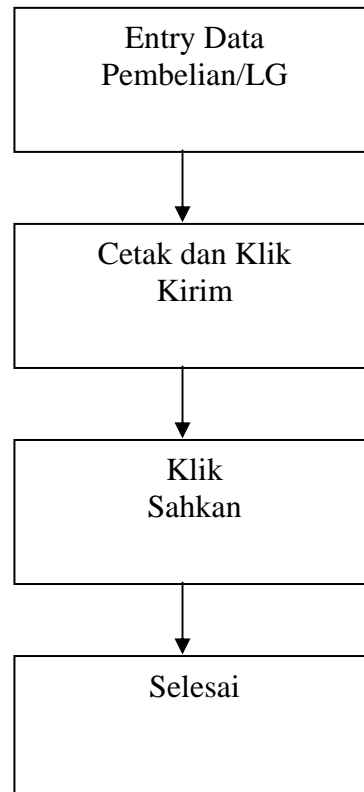 Entry Data
Pembelian/LG
Cetak dan Klik
Kirim
Klik
Sahkan
Selesai